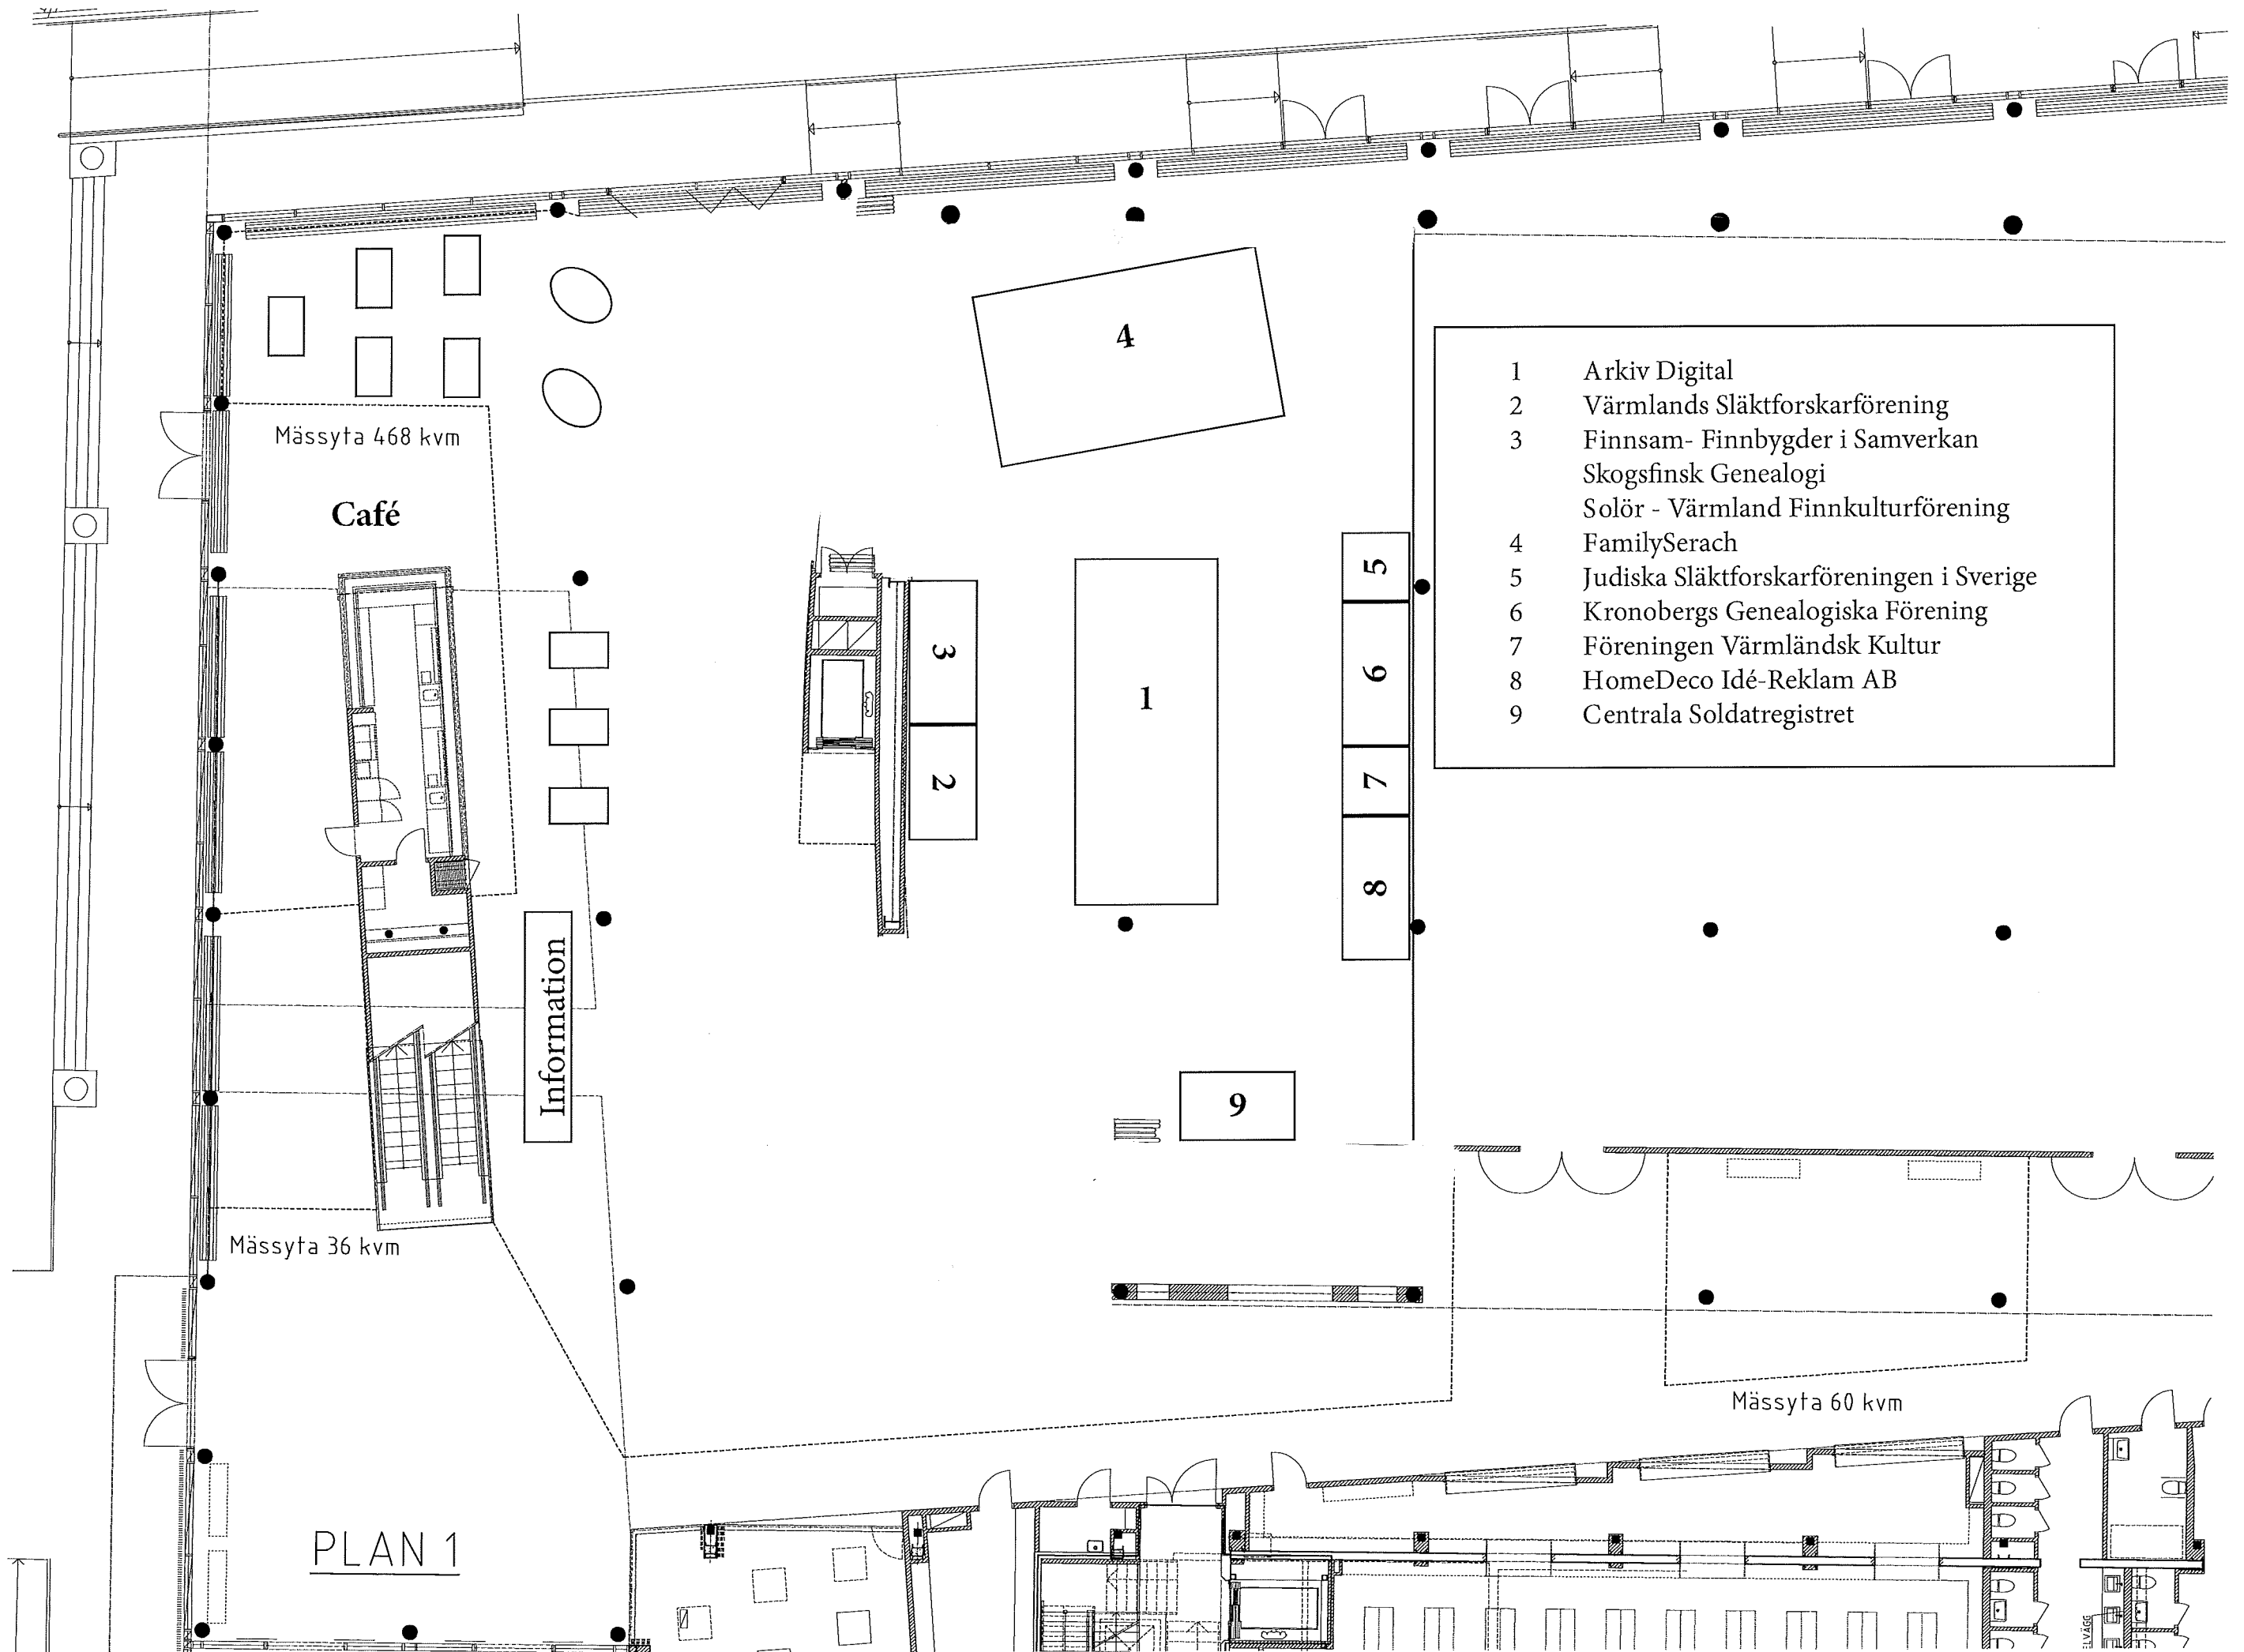 4
1 Arkiv Digital
2 Värmlands Släktforskarförening
3 Finnsam- Finnbygder i Samverkan
Skogsfinsk Genealogi
Solör - Värmland Finnkulturförening
4 FamilySerach
5 Judiska Släktforskarföreningen i Sverige
6 Kronobergs Genealogiska Förening
7 Föreningen Värmländsk Kultur
8 HomeDeco Idé-Reklam AB
9 Centrala Soldatregistret
Mässyta 468 kvm
Café
5
3
6
1
2
7
8
Information
9
Mässyta 36 kvm
Mässyta 60 kvm
PLAN 1